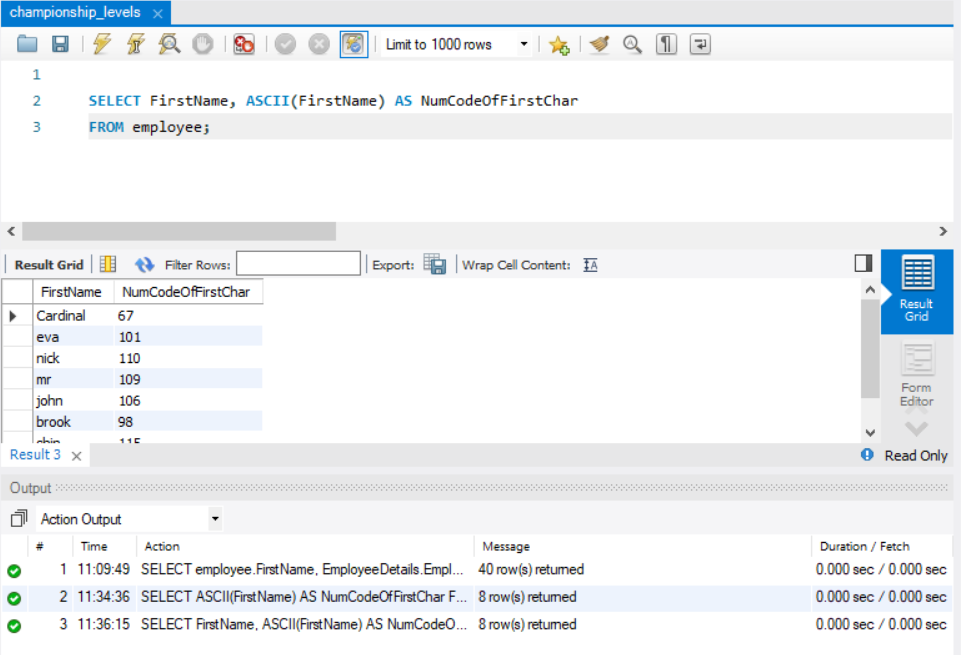 championship_levels
Limit to 1000 rows
1
2 SELECT FirstName, ASCII(FirstName) AS NumCodeOfFirstChar
3 FROM employee;
Result Grid Filter Rows: Export: Wrap Cell Content:
FirstName NumCodeOfFirstChar
Cardinal 67
eva 101
nick 110
mr 109
john 106
brook 98
115
Result Grid
Form Editor
Result 3 Read Only
Output
Action Output
# Time Action Message Duration / Fetch
1 11:09:49 SELECT employee.FirstName, EmployeeDetails.Empl... 40 row(s) returned 0.000 sec / 0.000 sec
2 11:34:36 SELECT ASCII(FirstName) AS NumCodeOfFirstChar F... 8 row(s) returned 0.000 sec / 0.000 sec
3 11:36:15 SELECT FirstName, ASCII(FirstName) AS NumCodeO... 8 row(s) returned 0.000 sec / 0.000 sec